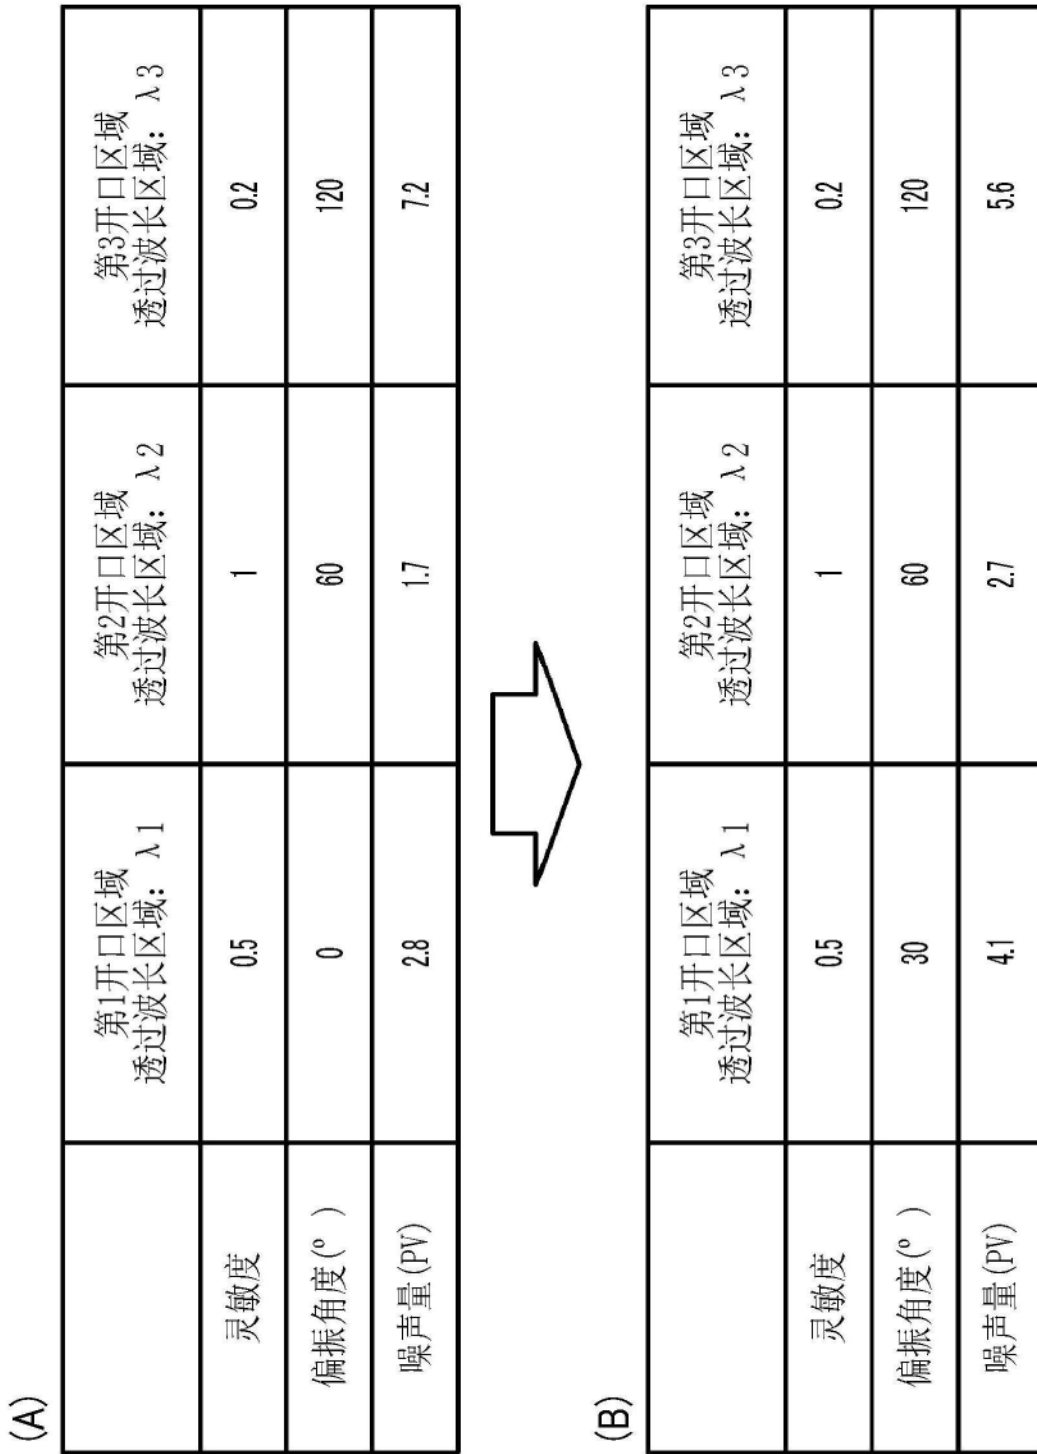 (A)
第1开口区域
透过波长区域：λ1
第2开口区域
透过波长区域：λ2
第3开口区域
透过波长区域：λ3
灵敏度 0.5 1 0.2
偏振角度(°) 0 60 120
噪声量(PV) 2.8 1.7 7.2
(B)
第1开口区域
透过波长区域：λ1
第2开口区域
透过波长区域：λ2
第3开口区域
透过波长区域：λ3
灵敏度 0.5 1 0.2
偏振角度(°) 30 60 120
噪声量(PV) 4.1 2.7 5.6